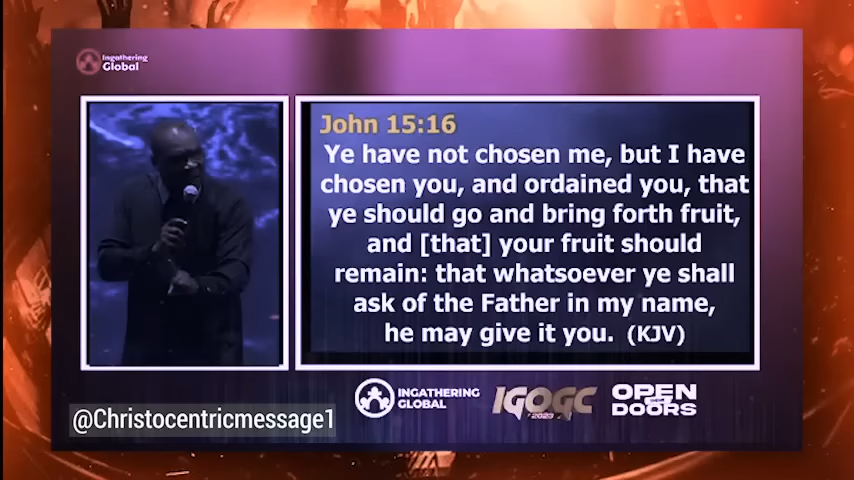 Ingathering
Global
John 15:16
Ye have not chosen me, but I have
chosen you, and ordained you, that
ye should go and bring forth fruit,
and [that] your fruit should
remain: that whatsoever ye shall
ask of the Father in my name,
he may give it you. (KJV)
INGATHERING
GLOBAL
IGOGC
2023
OPEN
DOORS
@Christocentricmessage1